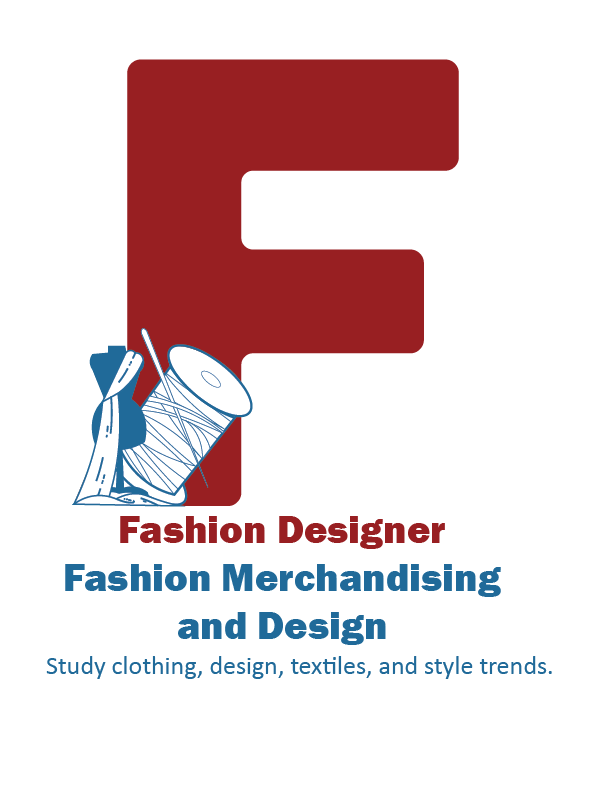 F
Fashion Designer
Fashion Merchandising
and Design
Study clothing, design, textiles, and style trends.